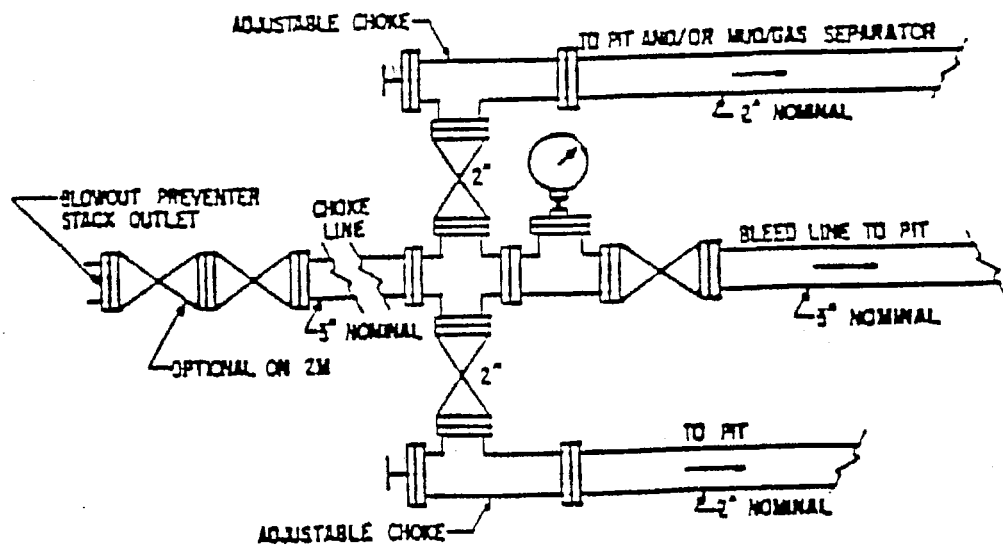 ADJUSTABLE CHOKE
TO PIT AND/OR MUD/GAS SEPARATOR
2" NOMINAL
2"
BLOWOUT PREVENTER
STACK OUTLET
CHOKE
LINE
BLEED LINE TO PIT
3" NOMINAL
3" NOMINAL
OPTIONAL ON 2M
2"
TO PIT
2" NOMINAL
ADJUSTABLE CHOKE